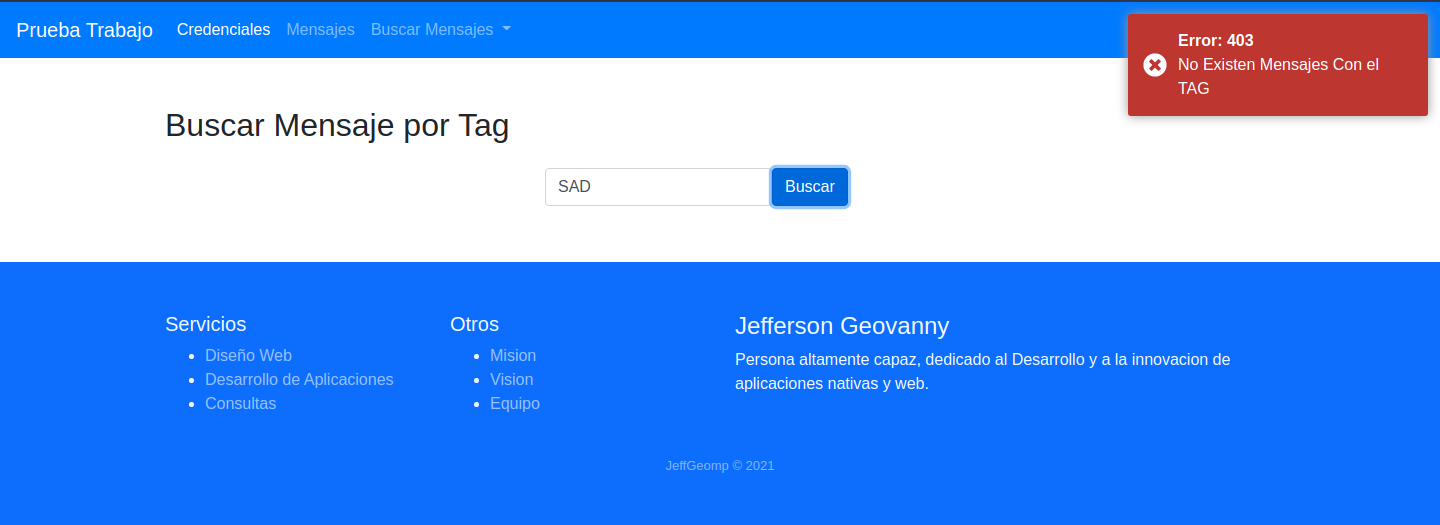 Prueba Trabajo Credenciales Mensajes Buscar Mensajes
Error: 403
No Existen Mensajes Con el
TAG
Buscar Mensaje por Tag
SAD Buscar
Servicios
Diseño Web
Desarrollo de Aplicaciones
Consultas
Otros
Mision
Vision
Equipo
Jefferson Geovanny
Persona altamente capaz, dedicado al Desarrollo y a la innovacion de
aplicaciones nativas y web.
JeffGeomp © 2021